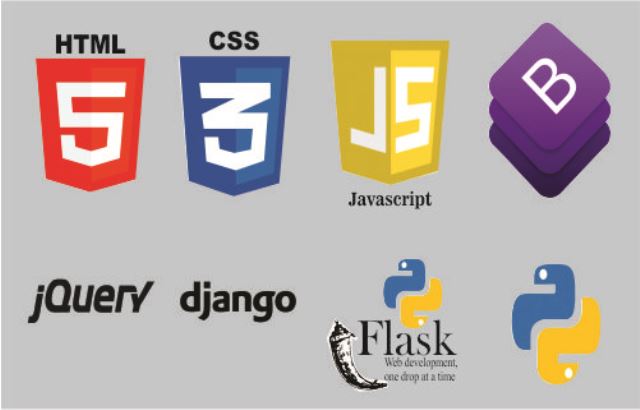 HTML
CSS
5
3
JS
B
Javascript
jQuery
django
Flask
Web development,
one drop at a time